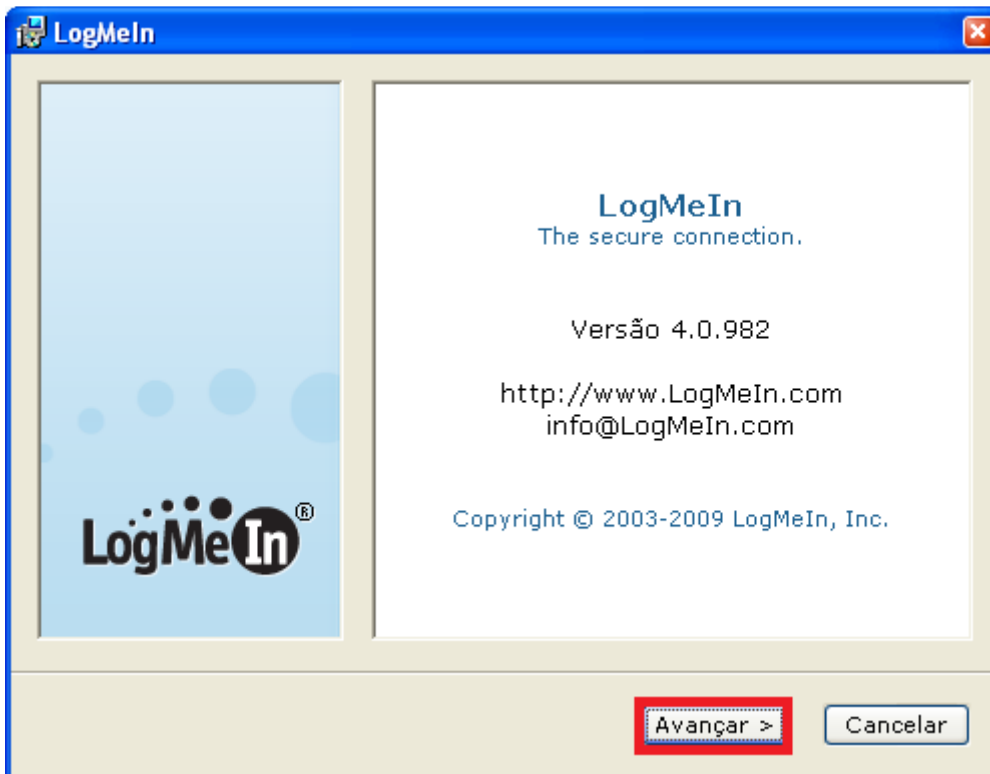 LogMeIn
LogMeIn
The secure connection.
Versão 4.0.982
http://www.LogMeIn.com
info@LogMeIn.com
LogMeIn®
Copyright © 2003-2009 LogMeIn, Inc.
Avançar >
Cancelar